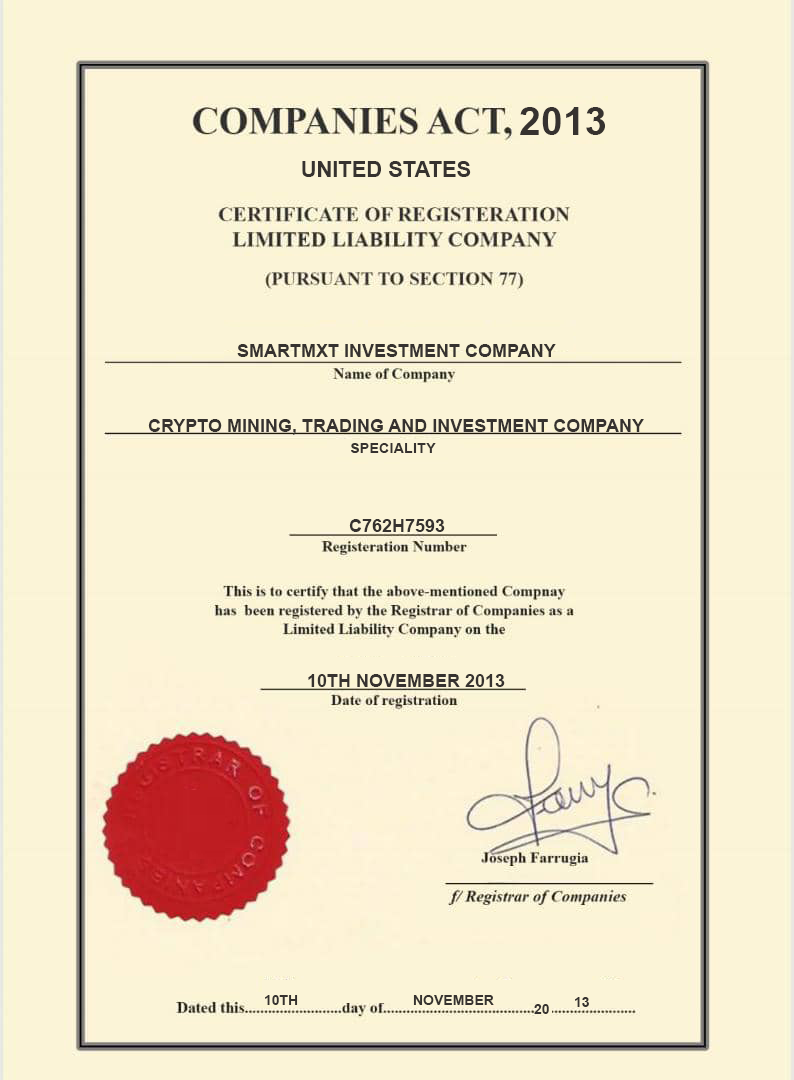 COMPANIES ACT, 2013
UNITED STATES
CERTIFICATE OF REGISTERATION
LIMITED LIABILITY COMPANY
(PURSUANT TO SECTION 77)
SMARTMXT INVESTMENT COMPANY
Name of Company
CRYPTO MINING, TRADING AND INVESTMENT COMPANY
SPECIALITY
C762H7593
Registeration Number
This is to certify that the above-mentioned Compnay
has been registered by the Registrar of Companies as a
Limited Liability Company on the
10TH NOVEMBER 2013
Date of registration
REGISTRAR OF COMPANIES
Joseph Farrugia
f/ Registrar of Companies
Dated this..........10TH..........day of..........NOVEMBER..........20..........13..........